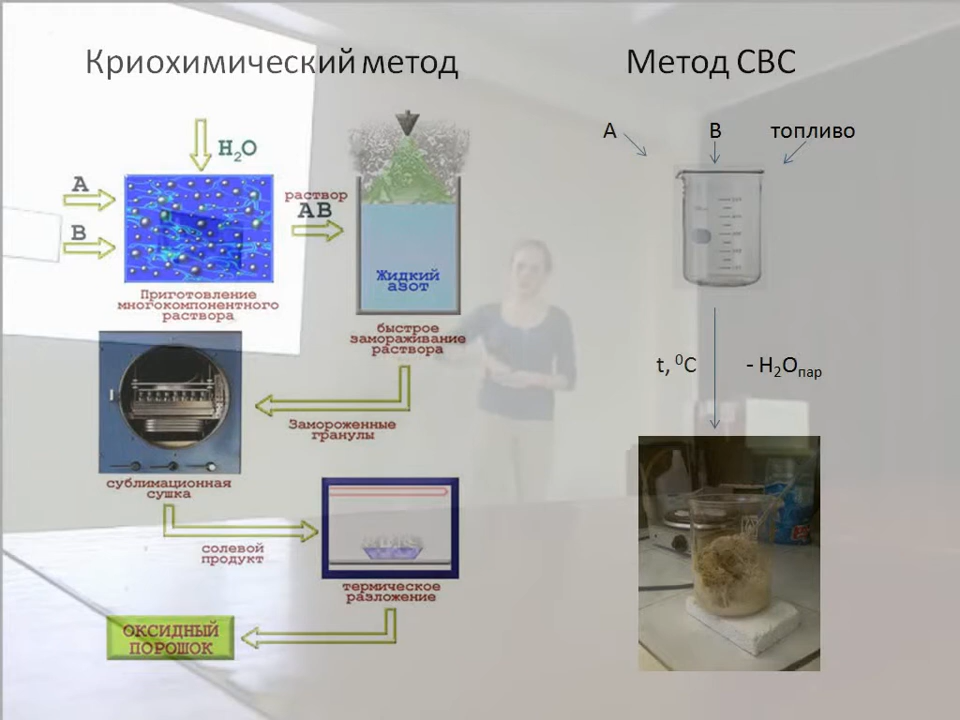 Криохимический метод
H₂O
A
B
раствор
AB
Приготовление
многокомпонентного
раствора
Жидкий
азот
быстрое
замораживание
раствора
Замороженные
гранулы
сублимационная
сушка
солевой
продукт
термическое
разложение
ОКСИДНЫЙ
ПОРОШОК
Метод СВС
А
В
топливо
t, ⁰C
- H₂Oпар